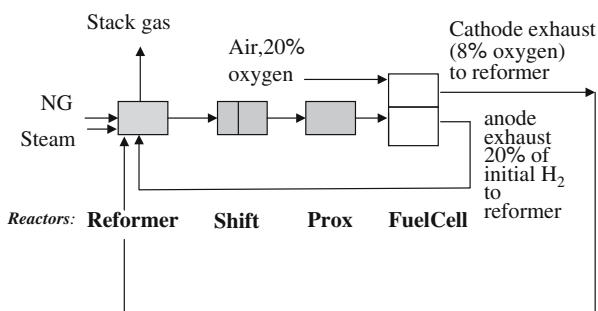 Stack gas
Air,20%
oxygen
Cathode exhaust
(8% oxygen)
to reformer
NG
Steam
anode
exhaust
20% of
initial H₂
to
reformer
Reactors: Reformer Shift Prox FuelCell